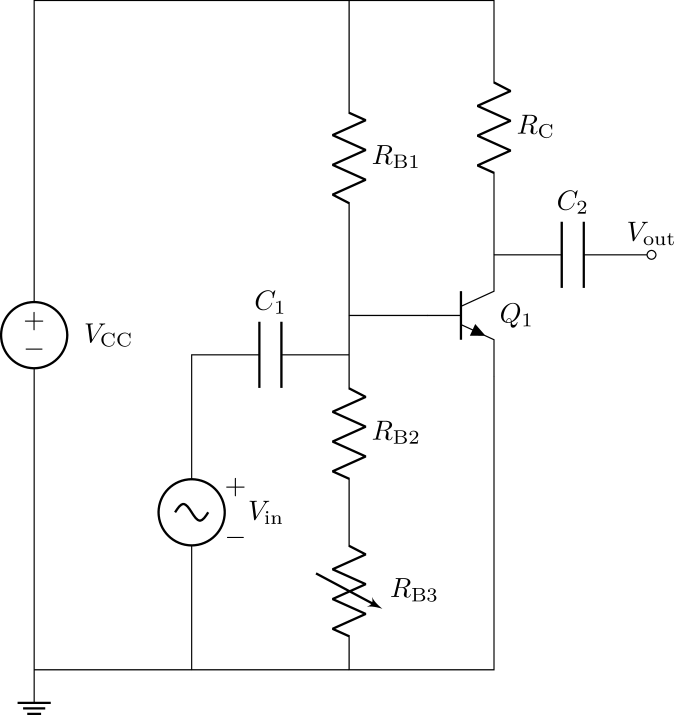 R_B1
R_C
C_2
V_out
C_1
Q_1
+
−
V_CC
R_B2
+
−
V_in
R_B3